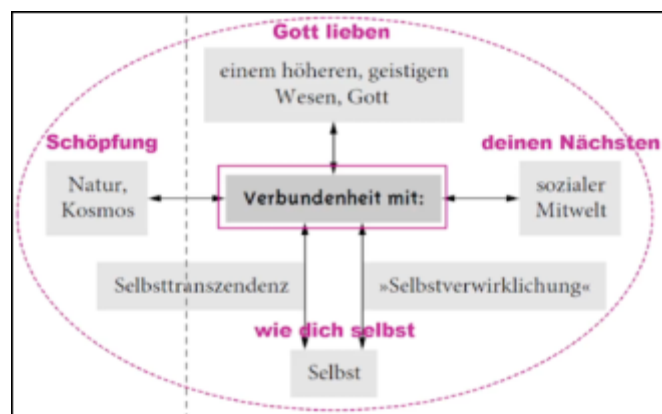 Gott lieben
einem höheren, geistigen
Wesen, Gott
Schöpfung
deinen Nächsten
Natur,
Kosmos
Verbundenheit mit:
sozialer
Mitwelt
Selbsttranszendenz
»Selbstverwirklichung«
wie dich selbst
Selbst